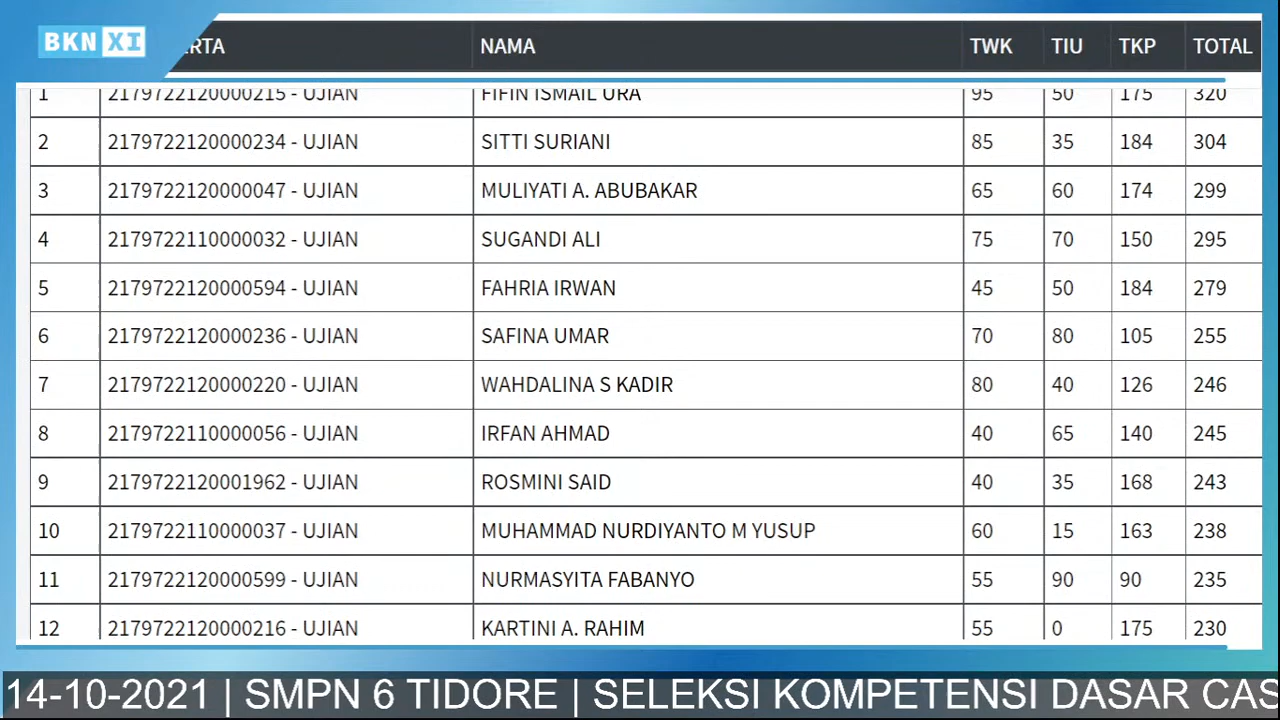 BKN XI
ERTA NAMA TWK TIU TKP TOTAL
1 2179722120000215 - UJIAN FIFIN ISMAIL URA 95 50 175 320
2 2179722120000234 - UJIAN SITTI SURIANI 85 35 184 304
3 2179722120000047 - UJIAN MULIYATI A. ABUBAKAR 65 60 174 299
4 2179722110000032 - UJIAN SUGANDI ALI 75 70 150 295
5 2179722120000594 - UJIAN FAHRIA IRWAN 45 50 184 279
6 2179722120000236 - UJIAN SAFINA UMAR 70 80 105 255
7 2179722120000220 - UJIAN WAHDALINA S KADIR 80 40 126 246
8 2179722110000056 - UJIAN IRFAN AHMAD 40 65 140 245
9 2179722120001962 - UJIAN ROSMINI SAID 40 35 168 243
10 2179722110000037 - UJIAN MUHAMMAD NURDIYANTO M YUSUP 60 15 163 238
11 2179722120000599 - UJIAN NURMASYITA FABANYO 55 90 90 235
12 2179722120000216 - UJIAN KARTINI A. RAHIM 55 0 175 230
14-10-2021 | SMPN 6 TIDORE | SELEKSI KOMPETENSI DASAR CAS